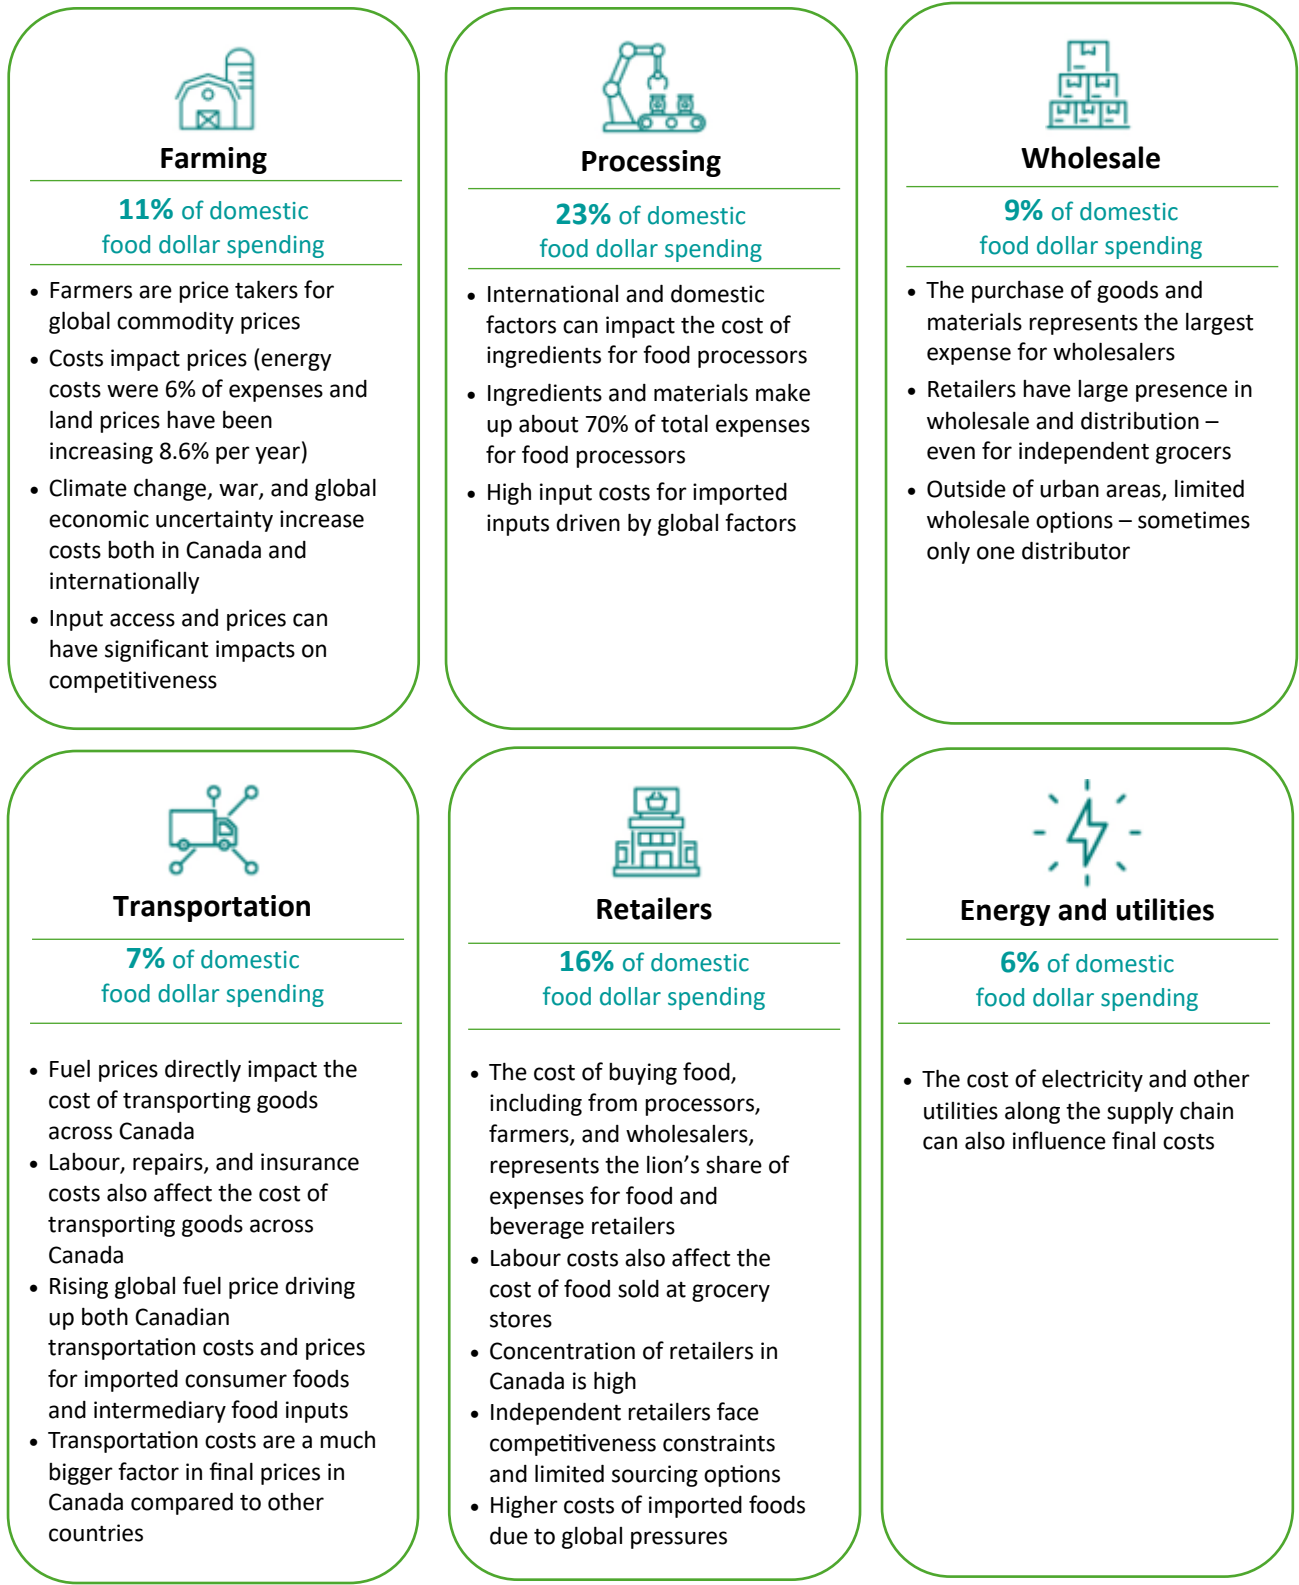 Farming
11% of domestic
food dollar spending
• Farmers are price takers for
global commodity prices
• Costs impact prices (energy
costs were 6% of expenses and
land prices have been
increasing 8.6% per year)
• Climate change, war, and global
economic uncertainty increase
costs both in Canada and
internationally
• Input access and prices can
have significant impacts on
competitiveness
Processing
23% of domestic
food dollar spending
• International and domestic
factors can impact the cost of
ingredients for food processors
• Ingredients and materials make
up about 70% of total expenses
for food processors
• High input costs for imported
inputs driven by global factors
Wholesale
9% of domestic
food dollar spending
• The purchase of goods and
materials represents the largest
expense for wholesalers
• Retailers have large presence in
wholesale and distribution –
even for independent grocers
• Outside of urban areas, limited
wholesale options – sometimes
only one distributor
Transportation
7% of domestic
food dollar spending
• Fuel prices directly impact the
cost of transporting goods
across Canada
• Labour, repairs, and insurance
costs also affect the cost of
transporting goods across
Canada
• Rising global fuel price driving
up both Canadian
transportation costs and prices
for imported consumer foods
and intermediary food inputs
• Transportation costs are a much
bigger factor in final prices in
Canada compared to other
countries
Retailers
16% of domestic
food dollar spending
• The cost of buying food,
including from processors,
farmers, and wholesalers,
represents the lion’s share of
expenses for food and
beverage retailers
• Labour costs also affect the
cost of food sold at grocery
stores
• Concentration of retailers in
Canada is high
• Independent retailers face
competitiveness constraints
and limited sourcing options
• Higher costs of imported foods
due to global pressures
Energy and utilities
6% of domestic
food dollar spending
• The cost of electricity and other
utilities along the supply chain
can also influence final costs